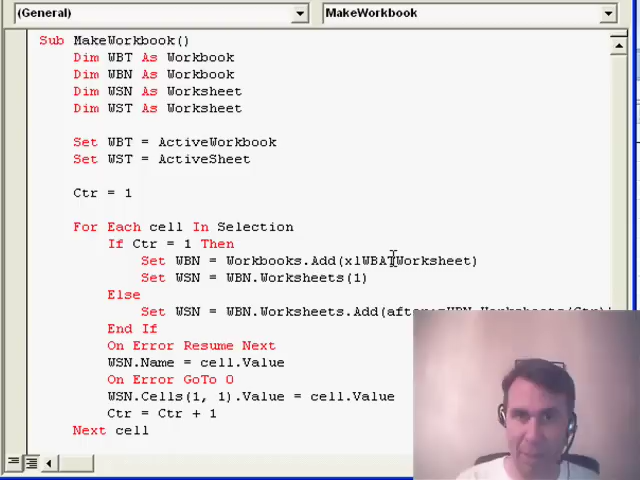 (General) MakeWorkbook
Sub MakeWorkbook()
Dim WBT As Workbook
Dim WBN As Workbook
Dim WSN As Worksheet
Dim WST As Worksheet
Set WBT = ActiveWorkbook
Set WST = ActiveSheet
Ctr = 1
For Each cell In Selection
If Ctr = 1 Then
Set WBN = Workbooks.Add(xlWBATWorksheet)
Set WSN = WBN.Worksheets(1)
Else
Set WSN = WBN.Worksheets.Add(after:=WBN.Worksheets(Ctr
End If
On Error Resume Next
WSN.Name = cell.Value
On Error GoTo 0
WSN.Cells(1, 1).Value = cell.Value
Ctr = Ctr + 1
Next cell